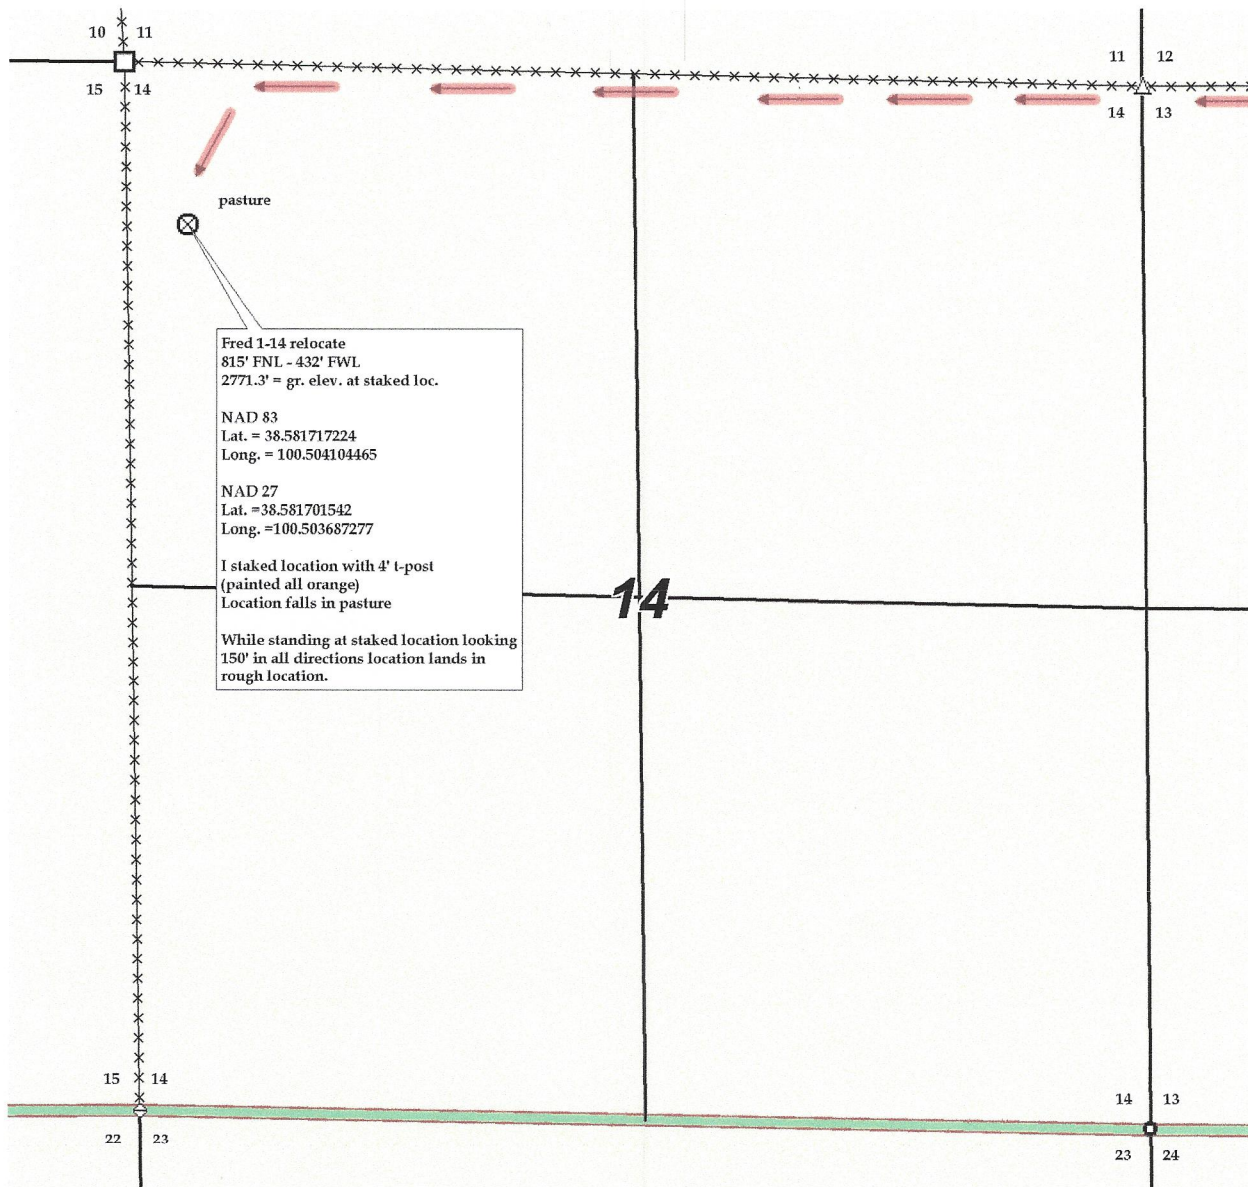 10 11
11 12
15 14
14 13
pasture
Fred 1-14 relocate
815' FNL - 432' FWL
2771.3' = gr. elev. at staked loc.
NAD 83
Lat. = 38.581717224
Long. = 100.504104465
NAD 27
Lat. =38.581701542
Long. =100.503687277
I staked location with 4' t-post
(painted all orange)
Location falls in pasture
While standing at staked location looking
150' in all directions location lands in
rough location.
14
15 14
14 13
22 23
23 24